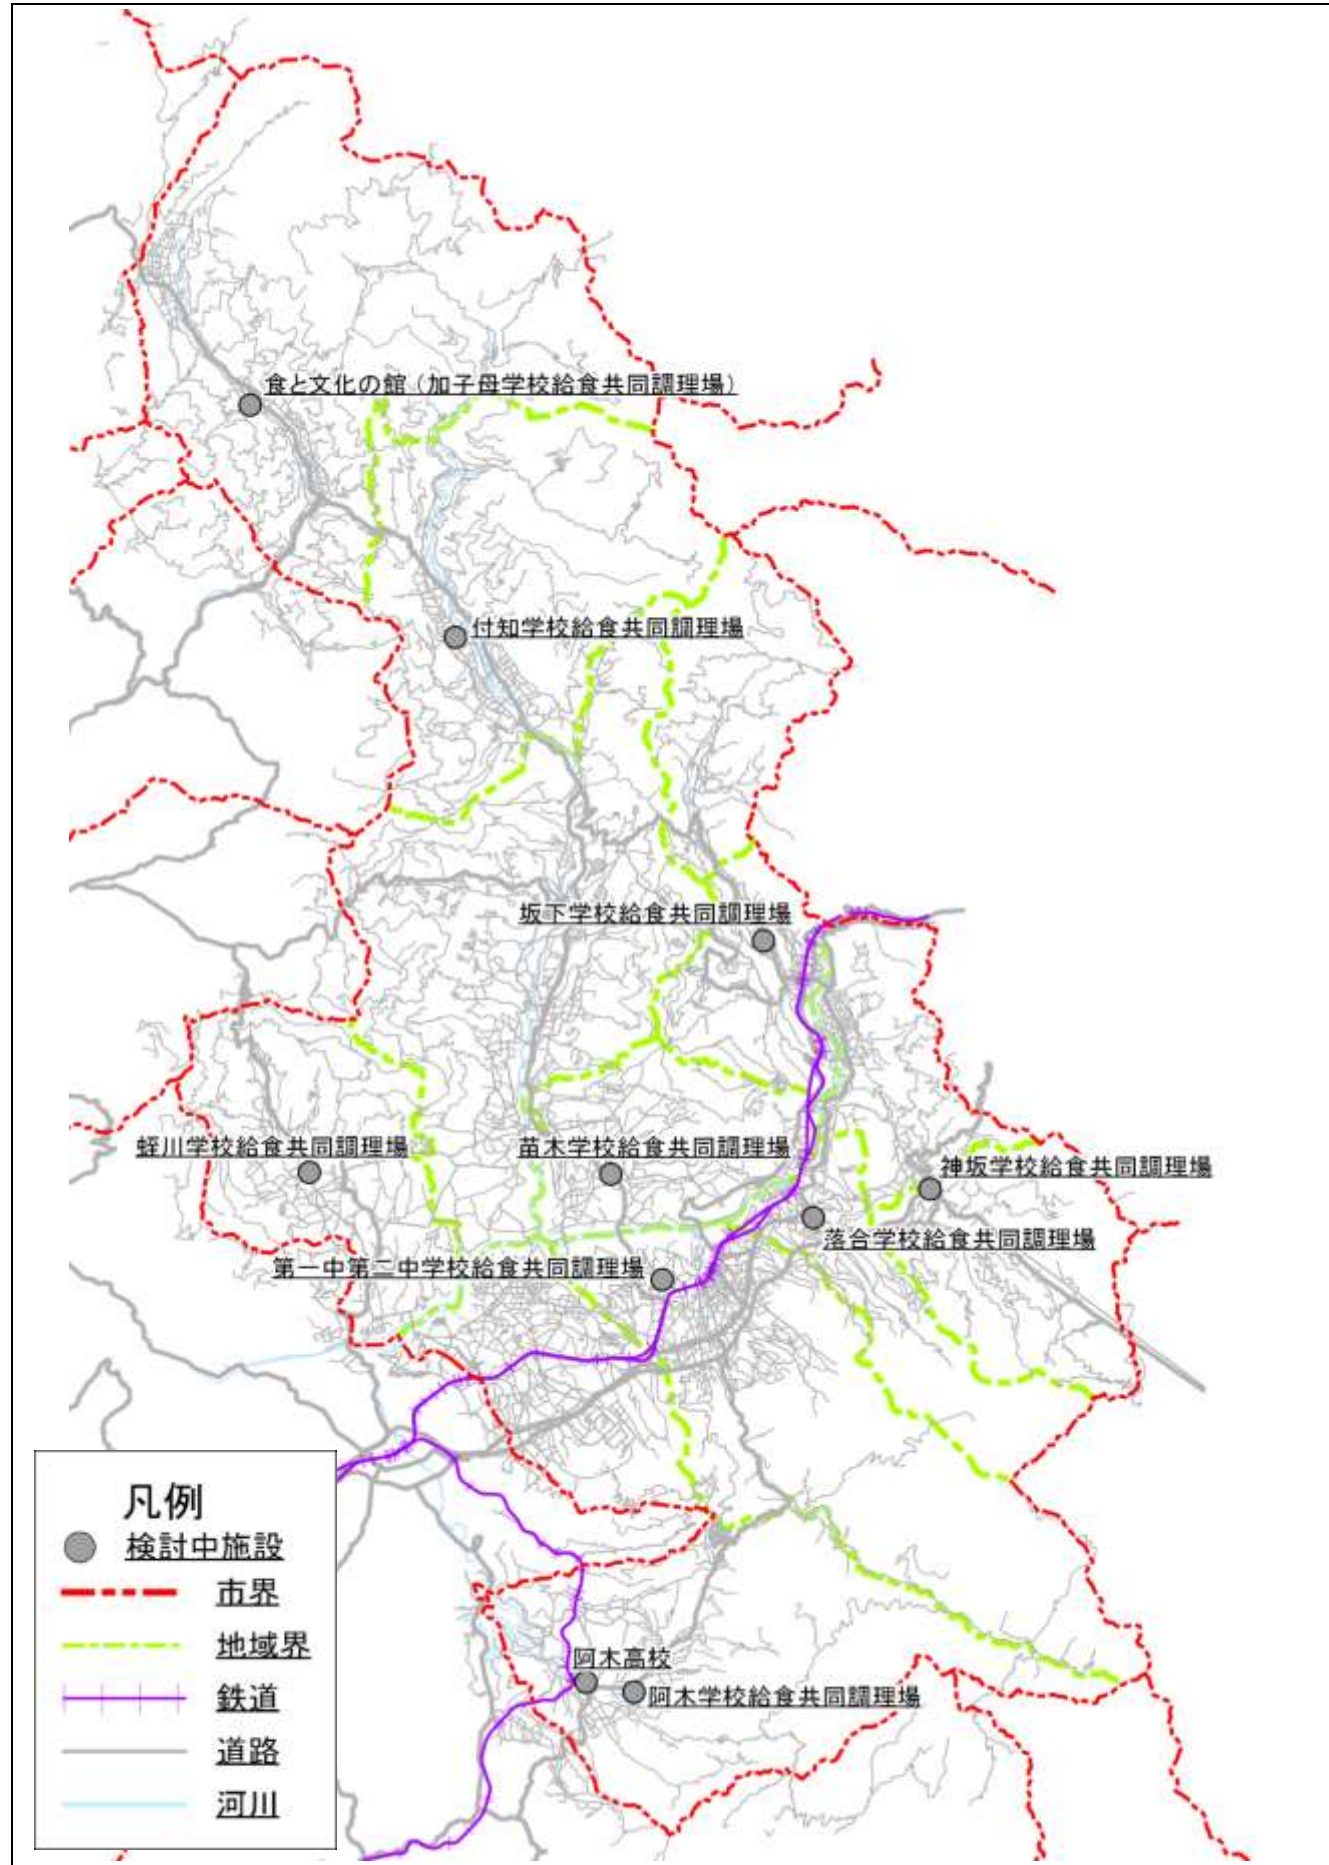 食と文化の館（加子母学校給食共同調理場）
付知学校給食共同調理場
坂下学校給食共同調理場
蛭川学校給食共同調理場
苗木学校給食共同調理場
神坂学校給食共同調理場
落合学校給食共同調理場
第一中第二中学校給食共同調理場
阿木高校
阿木学校給食共同調理場
凡例
検討中施設
市界
地域界
鉄道
道路
河川